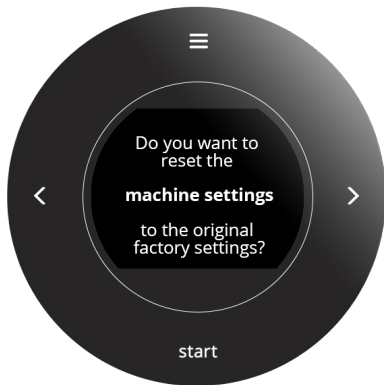 Do you want to
reset the
machine settings
to the original
factory settings?
start